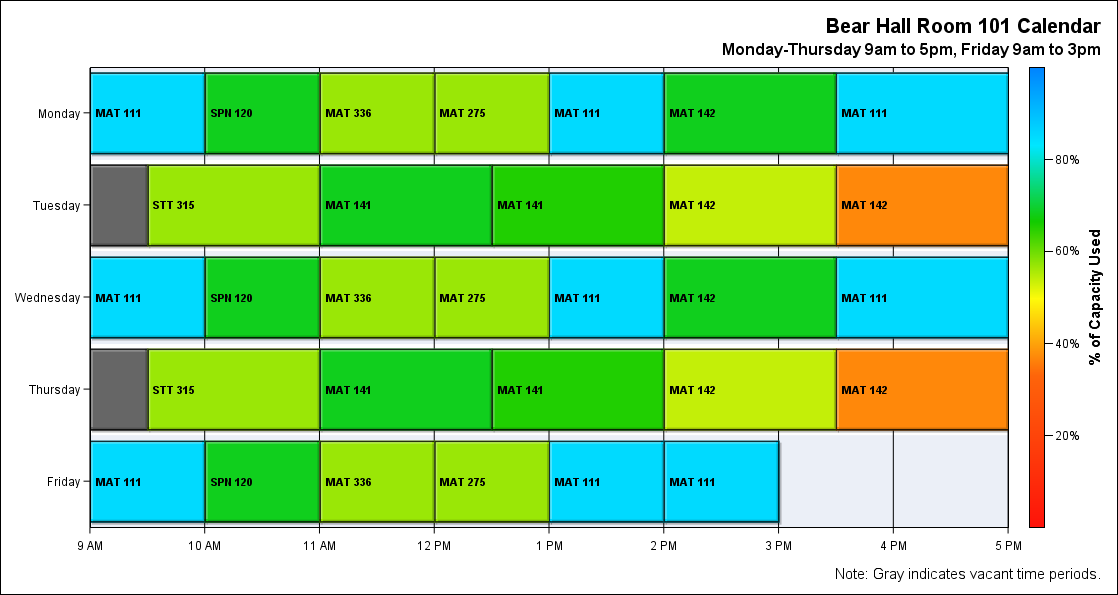 Bear Hall Room 101 Calendar
Monday-Thursday 9am to 5pm, Friday 9am to 3pm
Monday MAT 111 SPN 120 MAT 336 MAT 275 MAT 111 MAT 142 MAT 111
Tuesday STT 315 MAT 141 MAT 141 MAT 142 MAT 142
Wednesday MAT 111 SPN 120 MAT 336 MAT 275 MAT 111 MAT 142 MAT 111
Thursday STT 315 MAT 141 MAT 141 MAT 142 MAT 142
Friday MAT 111 SPN 120 MAT 336 MAT 275 MAT 111 MAT 111
9 AM 10 AM 11 AM 12 PM 1 PM 2 PM 3 PM 4 PM 5 PM
80%
60%
40%
20%
% of Capacity Used
Note: Gray indicates vacant time periods.